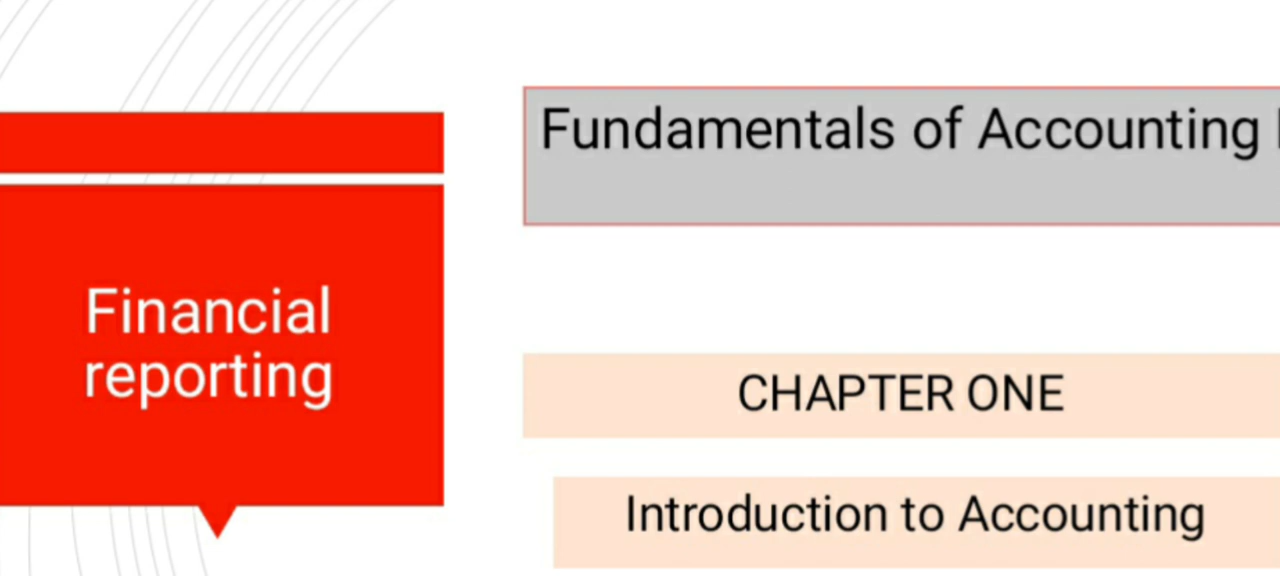 Financial
reporting
Fundamentals of Accounting
CHAPTER ONE
Introduction to Accounting